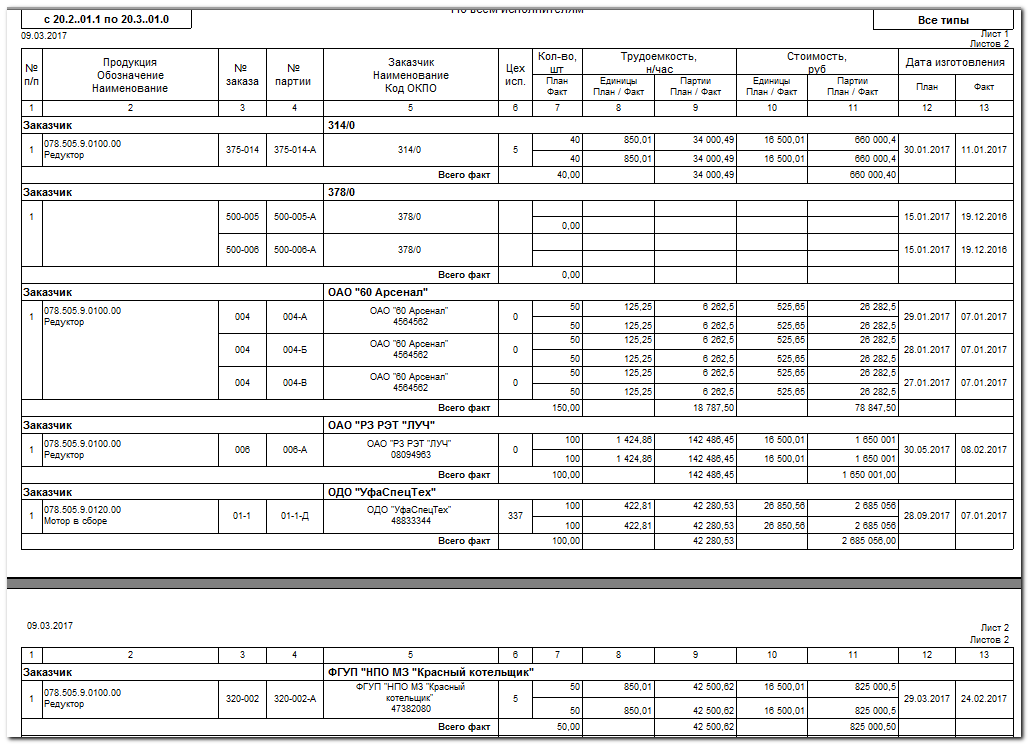 По всем исполнителям
с 20.2..01.1 по 20.3..01.0
Все типы
09.03.2017
Лист 1
Листов 2
№ п/п | Продукция Обозначение Наименование | № заказа | № партии | Заказчик Наименование Код ОКПО | Цех исп. | Кол-во, шт План Факт | Трудоемкость, н/час | Стоимость, руб | Дата изготовления
Единицы План / Факт | Партии План / Факт | Единицы План / Факт | Партии План / Факт | План | Факт
1 2 3 4 5 6 7 8 9 10 11 12 13
Заказчик 314/0
1 078.505.9.0100.00 Редуктор 375-014 375-014-А 314/0 5 40 850,01 34 000,49 16 500,01 660 000,4 30.01.2017 11.01.2017
40 850,01 34 000,49 16 500,01 660 000,4
Всего факт 40,00 34 000,49 660 000,40
Заказчик 378/0
1 500-005 500-005-А 378/0 15.01.2017 19.12.2016
0,00
500-006 500-006-А 378/0 15.01.2017 19.12.2016
Всего факт 0,00
Заказчик ОАО "60 Арсенал"
1 078.505.9.0100.00 Редуктор 004 004-А ОАО "60 Арсенал" 4564562 0 50 125,25 6 262,5 525,65 26 282,5 29.01.2017 07.01.2017
50 125,25 6 262,5 525,65 26 282,5
004 004-Б ОАО "60 Арсенал" 4564562 0 50 125,25 6 262,5 525,65 26 282,5 28.01.2017 07.01.2017
50 125,25 6 262,5 525,65 26 282,5
004 004-В ОАО "60 Арсенал" 4564562 0 50 125,25 6 262,5 525,65 26 282,5 27.01.2017 07.01.2017
50 125,25 6 262,5 525,65 26 282,5
Всего факт 150,00 18 787,50 78 847,50
Заказчик ОАО "РЗ РЭТ "ЛУЧ"
1 078.505.9.0100.00 Редуктор 006 006-А ОАО "РЗ РЭТ "ЛУЧ" 08094963 0 100 1 424,86 142 486,45 16 500,01 1 650 001 30.05.2017 08.02.2017
100 1 424,86 142 486,45 16 500,01 1 650 001
Всего факт 100,00 142 486,45 1 650 001,00
Заказчик ОДО "УфаСпецТех"
1 078.505.9.0120.00 Мотор в сборе 01-1 01-1-Д ОДО "УфаСпецТех" 48833344 337 100 422,81 42 280,53 26 850,56 2 685 056 28.09.2017 07.01.2017
100 422,81 42 280,53 26 850,56 2 685 056
Всего факт 100,00 42 280,53 2 685 056,00
09.03.2017
Лист 2
Листов 2
1 2 3 4 5 6 7 8 9 10 11 12 13
Заказчик ФГУП "НПО МЗ "Красный котельщик"
1 078.505.9.0100.00 Редуктор 320-002 320-002-А ФГУП "НПО МЗ "Красный котельщик" 47382080 5 50 850,01 42 500,62 16 500,01 825 000,5 29.03.2017 24.02.2017
50 850,01 42 500,62 16 500,01 825 000,5
Всего факт 50,00 42 500,62 825 000,50